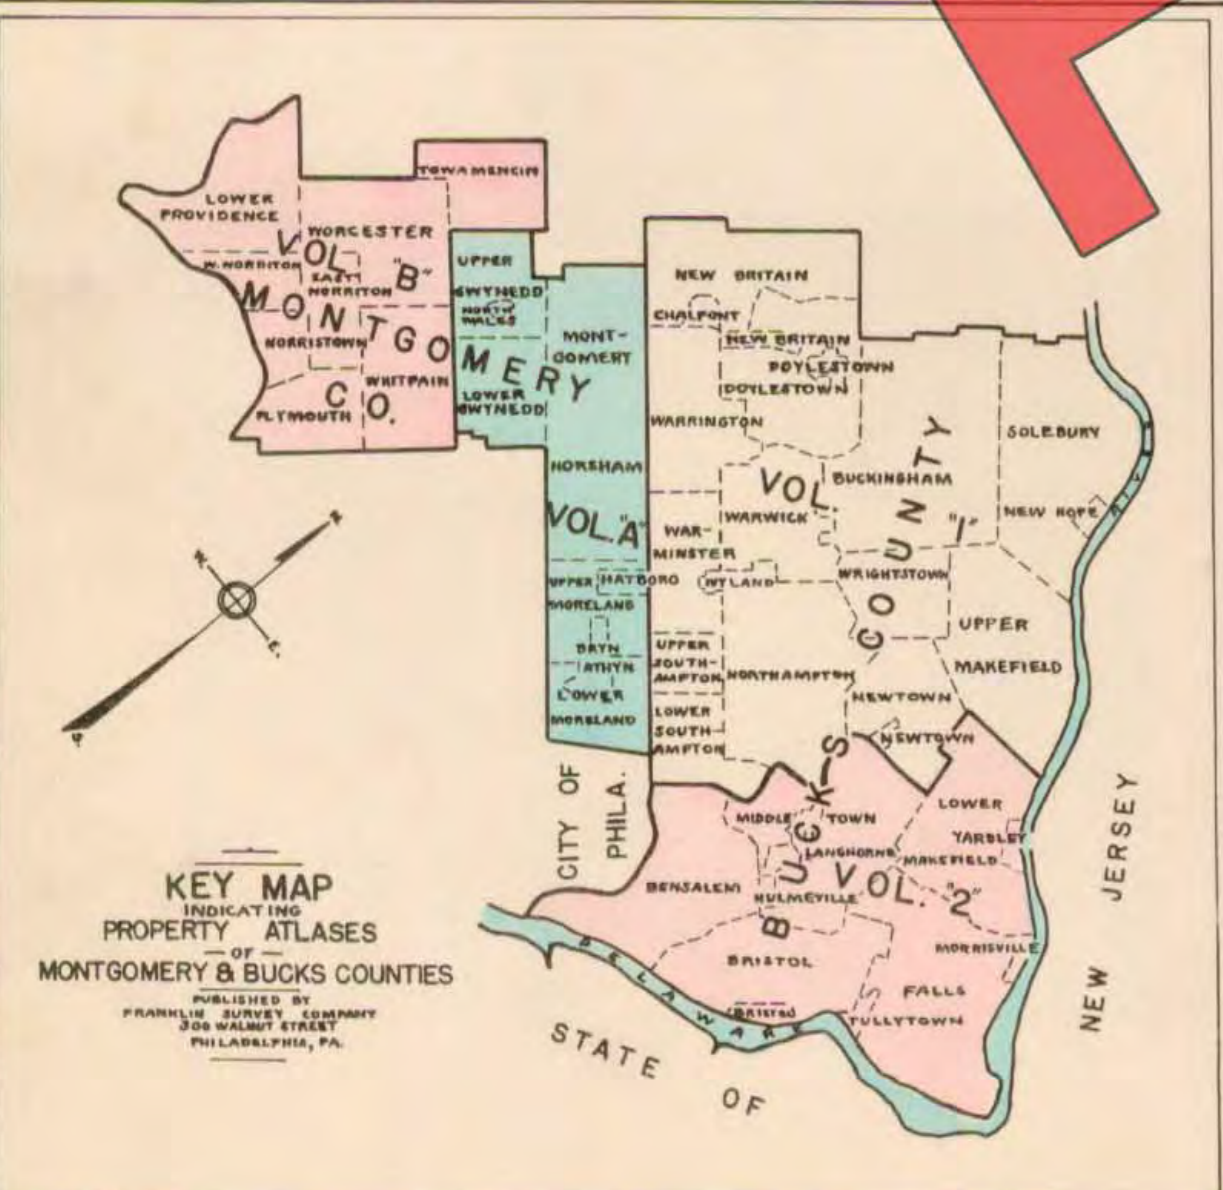 TOWAMENCIN
LOWER
PROVIDENCE
WORCESTER
VOL. "B"
W. NORRITON
EAST
NORRITON
MONTGOMERY
CO.
NORRISTOWN
WHITPAIN
PLYMOUTH
UPPER
GWYNEDD
NORTH
WALES
LOWER
GWYNEDD
MONT-
GOMERY
HORSHAM
VOL. "A"
UPPER
MORELAND
HATBORO
BRYN
ATHYN
LOWER
MORELAND
NEW BRITAIN
CHALFONT
NEW BRITAIN
DOYLESTOWN
DOYLESTOWN
WARRINGTON
BUCKINGHAM
SOLEBURY
NEW HOPE
VOL. "1"
WARWICK
WAR-
MINSTER
IVYLAND
WRIGHTSTOWN
UPPER
MAKEFIELD
UPPER
SOUTH-
AMPTON
NORTHAMPTON
NEWTOWN
NEWTOWN
LOWER
SOUTH-
AMPTON
BUCKS COUNTY
CITY OF
PHILA.
MIDDLETOWN
LOWER
MAKEFIELD
YARDLEY
LANGHORNE
BENSALEM
HULMEVILLE
VOL. "2"
MORRISVILLE
BRISTOL
BRISTOL
FALLS
TULLYTOWN
DELAWARE
RIVER
STATE OF
NEW JERSEY
N.
E.
KEY MAP
INDICATING
PROPERTY ATLASES
— OF —
MONTGOMERY & BUCKS COUNTIES
PUBLISHED BY
FRANKLIN SURVEY COMPANY
300 WALNUT STREET
PHILADELPHIA, PA.